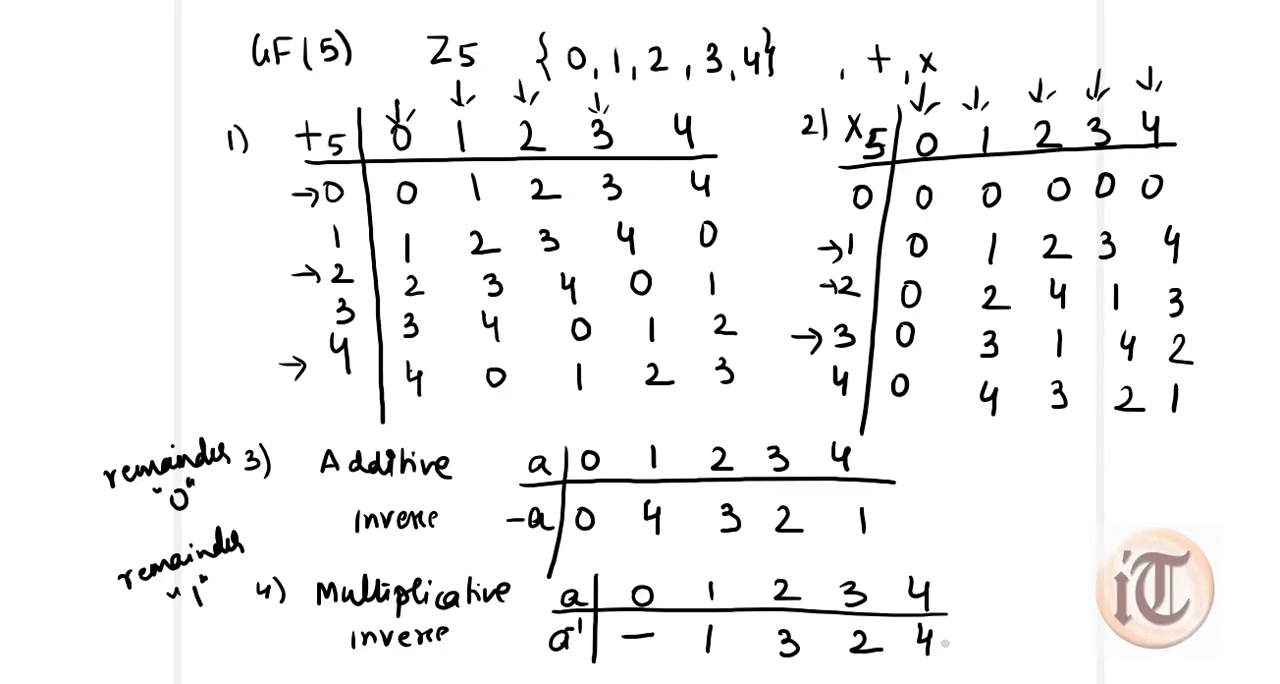 GF(5) Z5 {0,1,2,3,4} , +, x
1) +5 0 1 2 3 4
→0 0 1 2 3 4
1 1 2 3 4 0
→2 2 3 4 0 1
3 3 4 0 1 2
→4 4 0 1 2 3
2) x5 0 1 2 3 4
0 0 0 0 0 0
→1 0 1 2 3 4
→2 0 2 4 1 3
→3 0 3 1 4 2
4 0 4 3 2 1
remainder "0"
3) Additive inverse
a 0 1 2 3 4
-a 0 4 3 2 1
remainder "1"
4) Multiplicative inverse
a 0 1 2 3 4
a⁻¹ — 1 3 2 4
iT